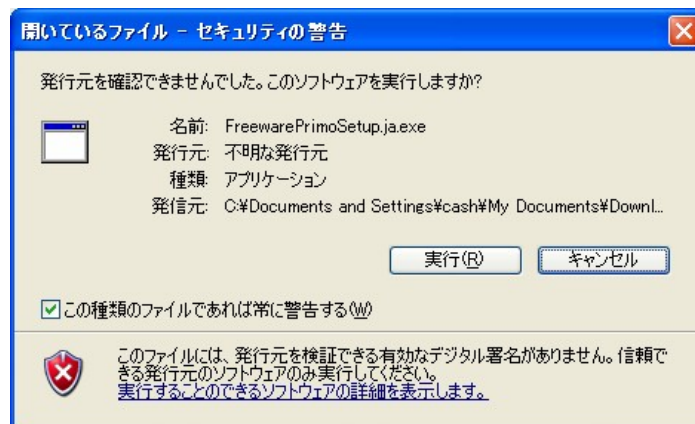 開いているファイル - セキュリティの警告
発行元を確認できませんでした。このソフトウェアを実行しますか?
名前: FreewarePrimoSetup.ja.exe
発行元: 不明な発行元
種類: アプリケーション
発信元: C:¥Documents and Settings¥cash¥My Documents¥Downl...
実行(R) キャンセル
この種類のファイルであれば常に警告する(W)
このファイルには、発行元を検証できる有効なデジタル署名がありません。信頼で
きる発行元のソフトウェアのみ実行してください。
実行することのできるソフトウェアの詳細を表示します。